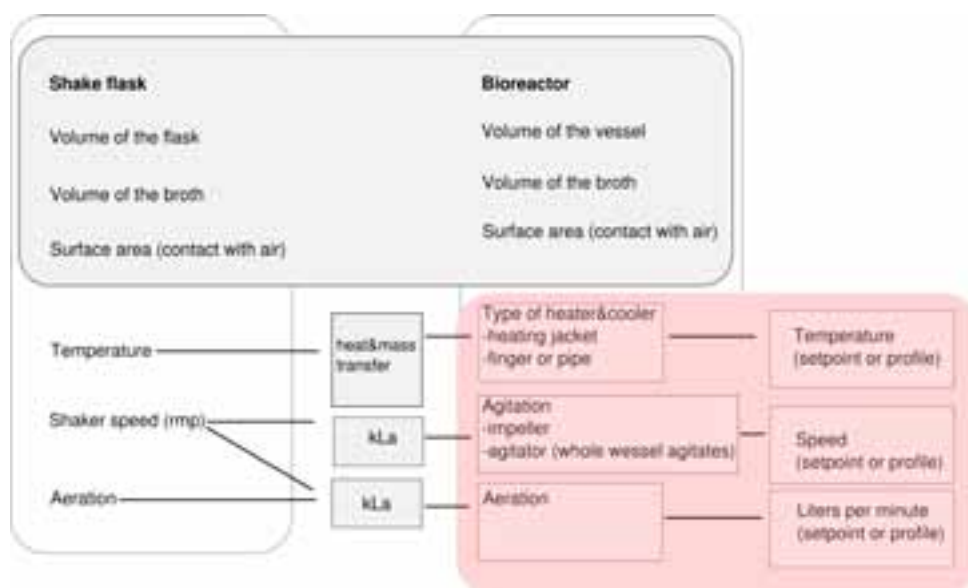 Shake flask
Volume of the flask
Volume of the broth
Surface area (contact with air)
Bioreactor
Volume of the vessel
Volume of the broth
Surface area (contact with air)
Temperature
Shaker speed (rmp)
Aeration
heat&mass
transfer
kLa
kLa
Type of heater&cooler
-heating jacket
-finger or pipe
Agitation
-impeller
-agitator (whole wessel agitates)
Aeration
Temperature
(setpoint or profile)
Speed
(setpoint or profile)
Liters per minute
(setpoint or profile)